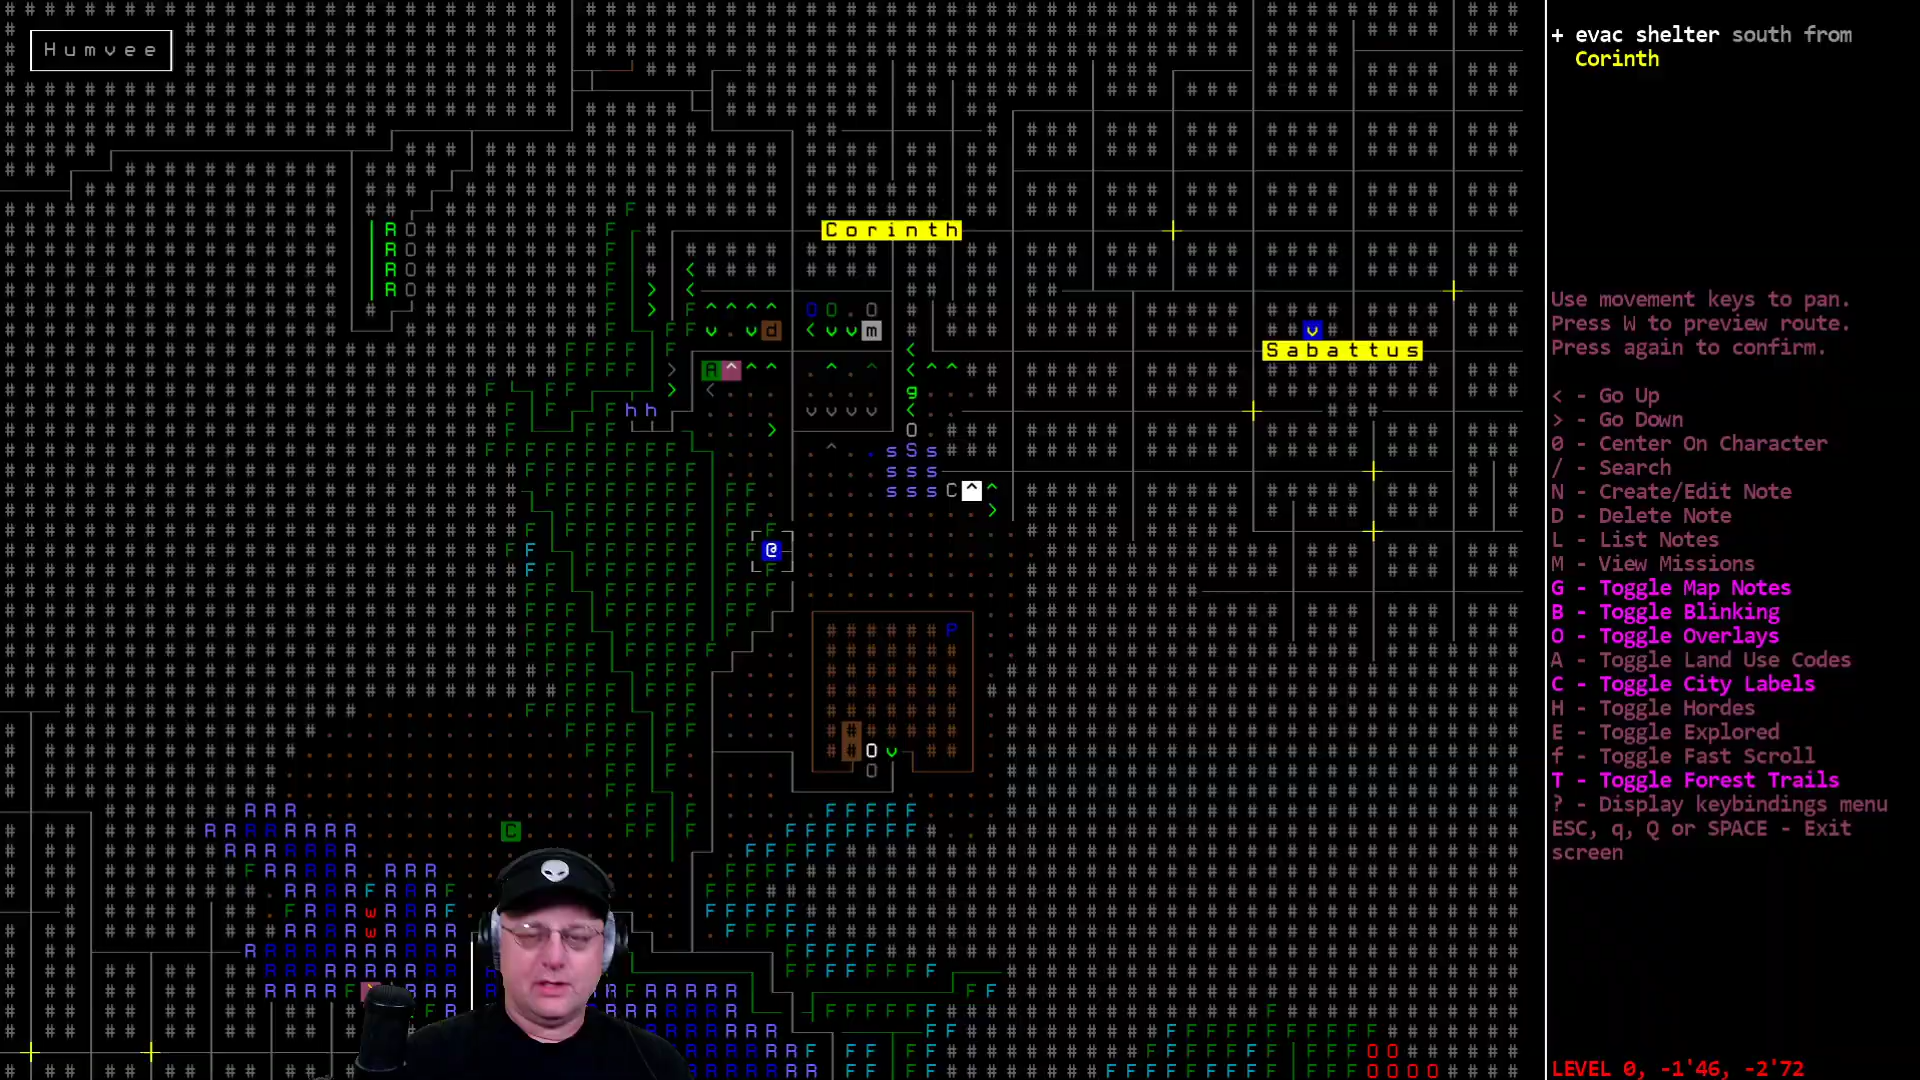 Humvee
Corinth
Sabattus
+ evac shelter south from
Corinth
Use movement keys to pan.
Press W to preview route.
Press again to confirm.
< - Go Up
> - Go Down
0 - Center On Character
/ - Search
N - Create/Edit Note
D - Delete Note
L - List Notes
M - View Missions
G - Toggle Map Notes
B - Toggle Blinking
O - Toggle Overlays
A - Toggle Land Use Codes
C - Toggle City Labels
H - Toggle Hordes
E - Toggle Explored
f - Toggle Fast Scroll
T - Toggle Forest Trails
? - Display keybindings menu
ESC, q, Q or SPACE - Exit
screen
LEVEL 0, -1'46, -2'72